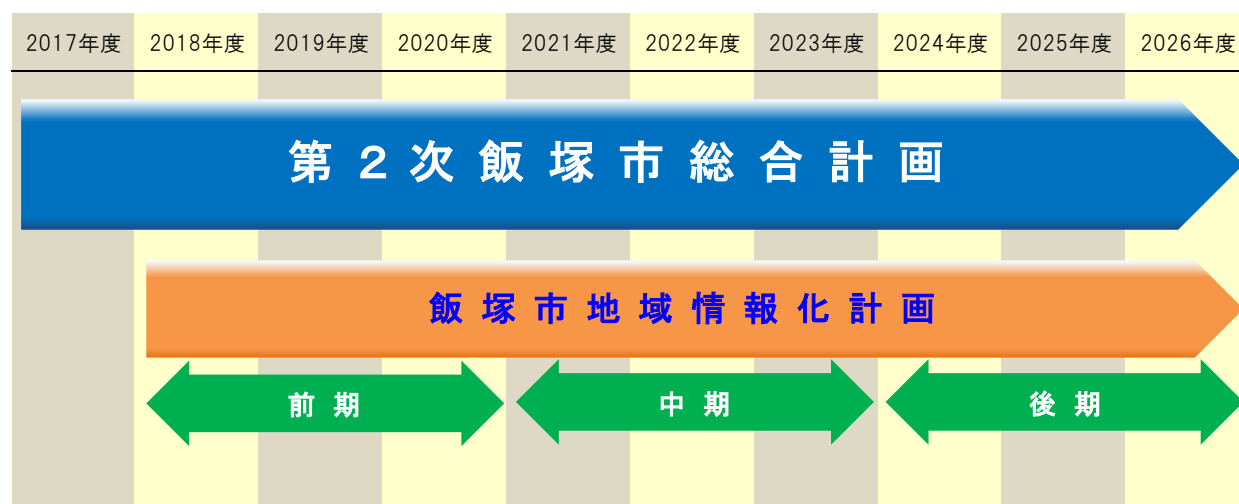 2017年度 2018年度 2019年度 2020年度 2021年度 2022年度 2023年度 2024年度 2025年度 2026年度
第２次飯塚市総合計画
飯塚市地域情報化計画
前期 中期 後期